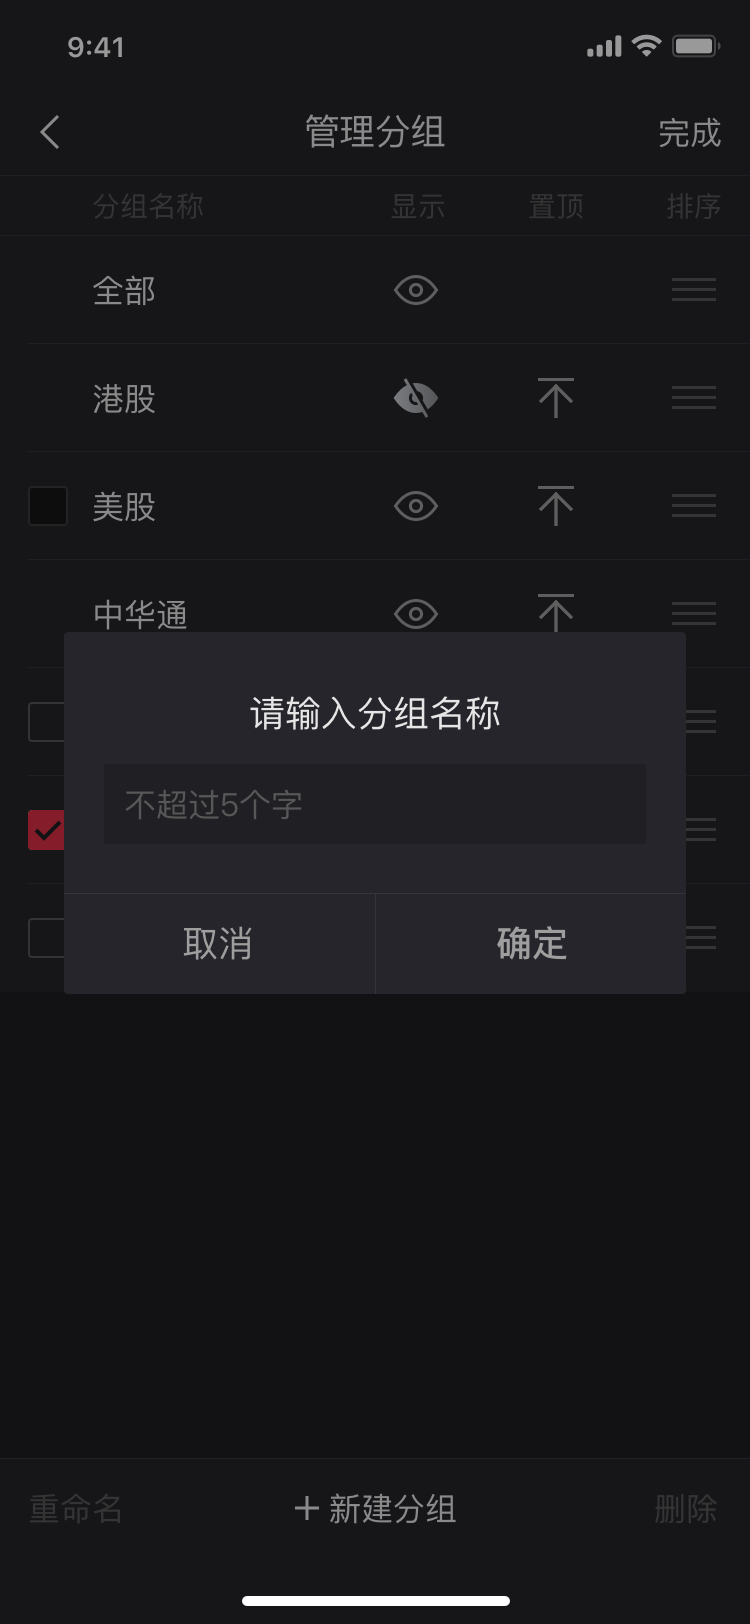 9:41
管理分组 完成
分组名称 显示 置顶 排序
全部
港股
美股
中华通
请输入分组名称
不超过5个字
取消 确定
重命名 新建分组 删除